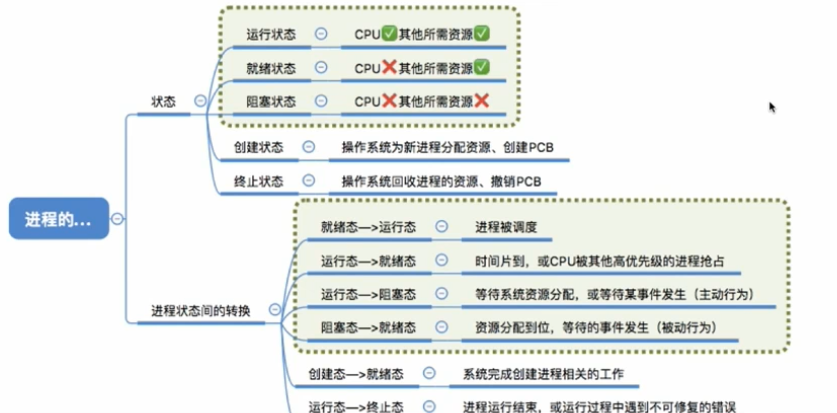 进程的...
状态
运行状态 CPU✅其他所需资源✅
就绪状态 CPU❌其他所需资源✅
阻塞状态 CPU❌其他所需资源❌
创建状态 操作系统为新进程分配资源、创建PCB
终止状态 操作系统回收进程的资源、撤销PCB
进程状态间的转换
就绪态—>运行态 进程被调度
运行态—>就绪态 时间片到，或CPU被其他高优先级的进程抢占
运行态—>阻塞态 等待系统资源分配，或等待某事件发生（主动行为）
阻塞态—>就绪态 资源分配到位，等待的事件发生（被动行为）
创建态—>就绪态 系统完成创建进程相关的工作
运行态—>终止态 进程运行结束，或运行过程中遇到不可修复的错误